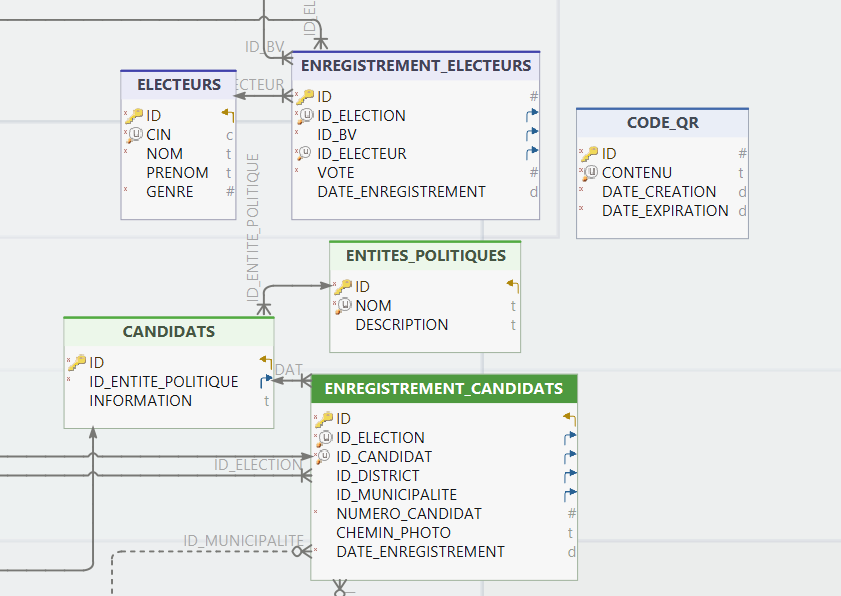 ID_EL
ID_BV
ENREGISTREMENT_ELECTEURS
ID #
ID_ELECTION
ID_BV
ID_ELECTEUR
VOTE #
DATE_ENREGISTREMENT d
ELECTEURS
ID
CIN c
NOM t
PRENOM t
GENRE #
CTEUR
CODE_QR
ID #
CONTENU t
DATE_CREATION d
DATE_EXPIRATION d
ID_ENTITE_POLITIQUE
ENTITES_POLITIQUES
ID
NOM t
DESCRIPTION t
CANDIDATS
ID
ID_ENTITE_POLITIQUE
INFORMATION t
DAT
ENREGISTREMENT_CANDIDATS
ID
ID_ELECTION
ID_CANDIDAT
ID_DISTRICT
ID_MUNICIPALITE
NUMERO_CANDIDAT #
CHEMIN_PHOTO t
DATE_ENREGISTREMENT d
ID_ELECTION
ID_MUNICIPALITE